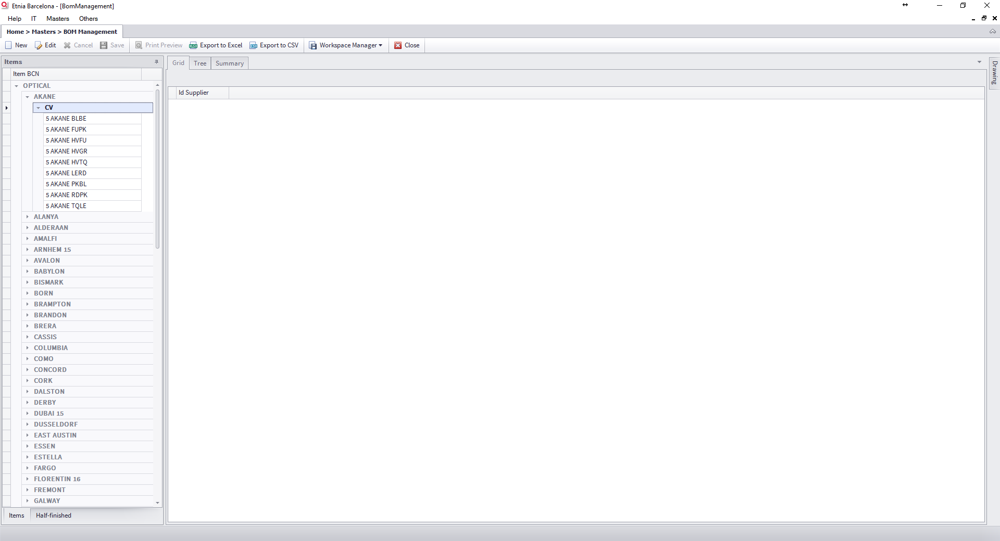 Etnia Barcelona - [BomManagement]
Help IT Masters Others
Home > Masters > BOM Management
New Edit Cancel Save Print Preview Export to Excel Export to CSV Workspace Manager Close
Items
Item BCN
OPTICAL
AKANE
CV
5 AKANE BLBE
5 AKANE FUPK
5 AKANE HVFU
5 AKANE HVGR
5 AKANE HVTQ
5 AKANE LERD
5 AKANE PKBL
5 AKANE RDPK
5 AKANE TQLE
ALANYA
ALDERAAN
AMALFI
ARNHEM 15
AVALON
BABYLON
BISMARK
BORN
BRAMPTON
BRANDON
BRERA
CASSIS
COLUMBIA
COMO
CONCORD
CORK
DALSTON
DERBY
DUBAI 15
DUSSELDORF
EAST AUSTIN
ESSEN
ESTELLA
FARGO
FLORENTIN 16
FREMONT
GALWAY
Items Half-finished
Grid Tree Summary
Id Supplier
Drawing